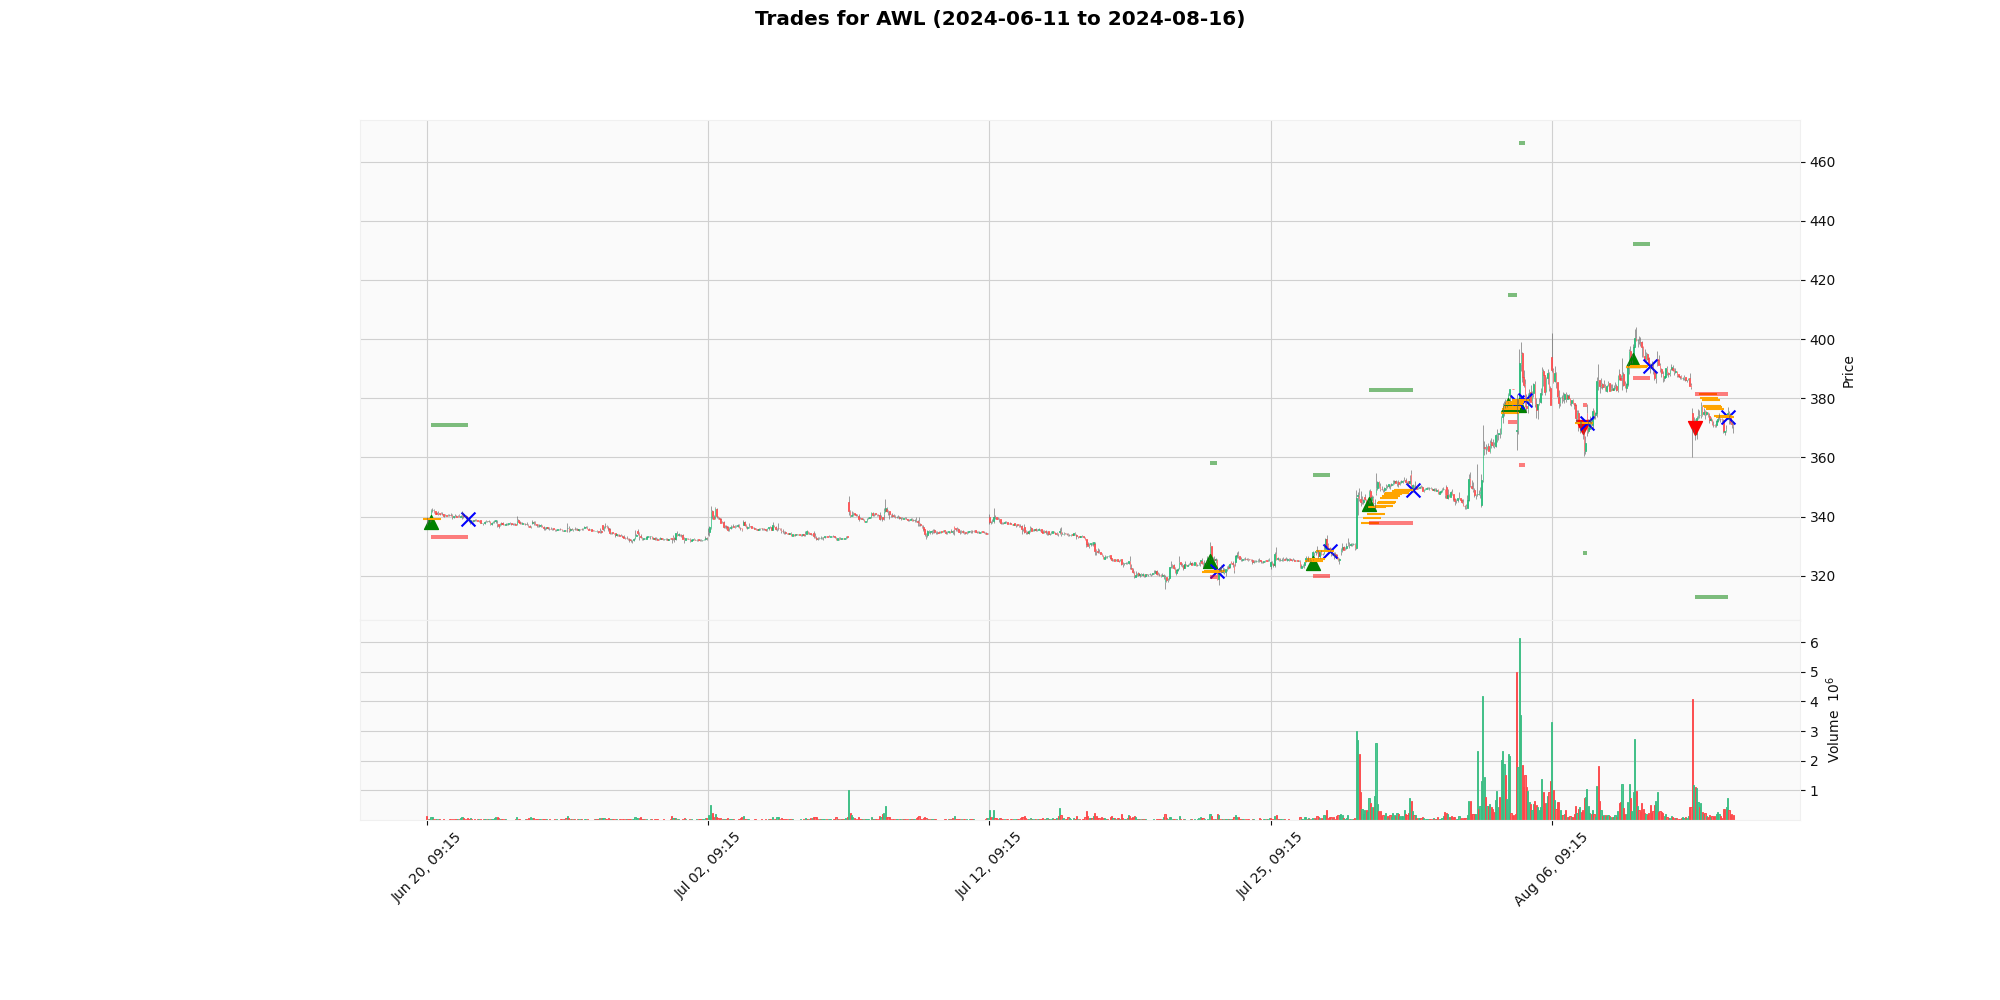 Trades for AWL (2024-06-11 to 2024-08-16)
460
440
420
400
380
360
340
320
Price
6
5
4
3
2
1
Volume 10^6
Jun 20, 09:15
Jul 02, 09:15
Jul 12, 09:15
Jul 25, 09:15
Aug 06, 09:15